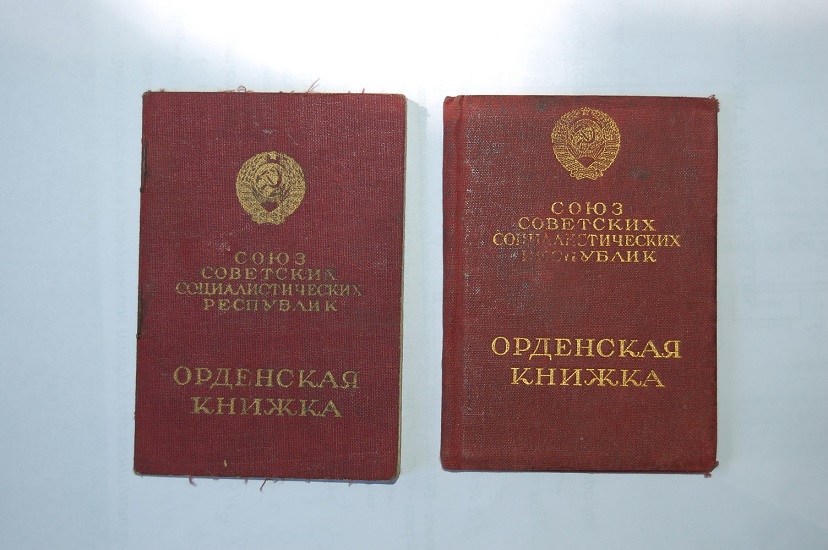 СОЮЗ
СОВЕТСКИХ
СОЦИАЛИСТИЧЕСКИХ
РЕСПУБЛИК
ОРДЕНСКАЯ
КНИЖКА
СОЮЗ
СОВЕТСКИХ
СОЦИАЛИСТИЧЕСКИХ
РЕСПУБЛИК
ОРДЕНСКАЯ
КНИЖКА